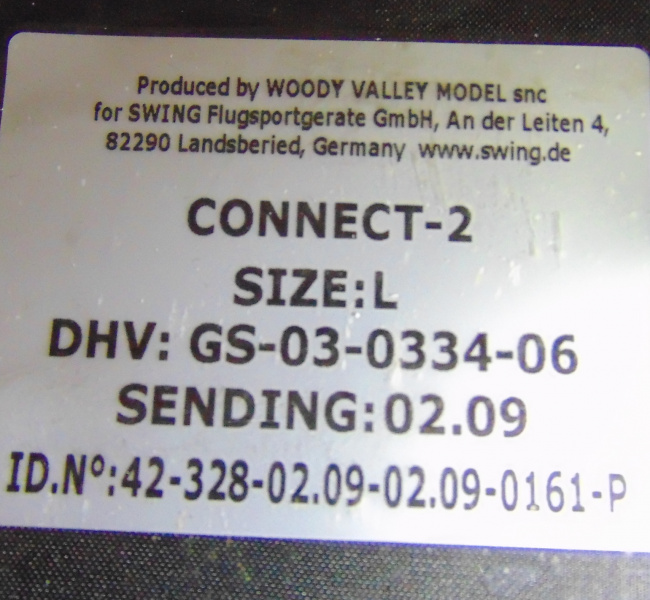 Produced by WOODY VALLEY MODEL snc
for SWING Flugsportgerate GmbH, An der Leiten 4,
82290 Landsberied, Germany www.swing.de
CONNECT-2
SIZE:L
DHV: GS-03-0334-06
SENDING:02.09
ID.Nº:42-328-02.09-02.09-0161-P